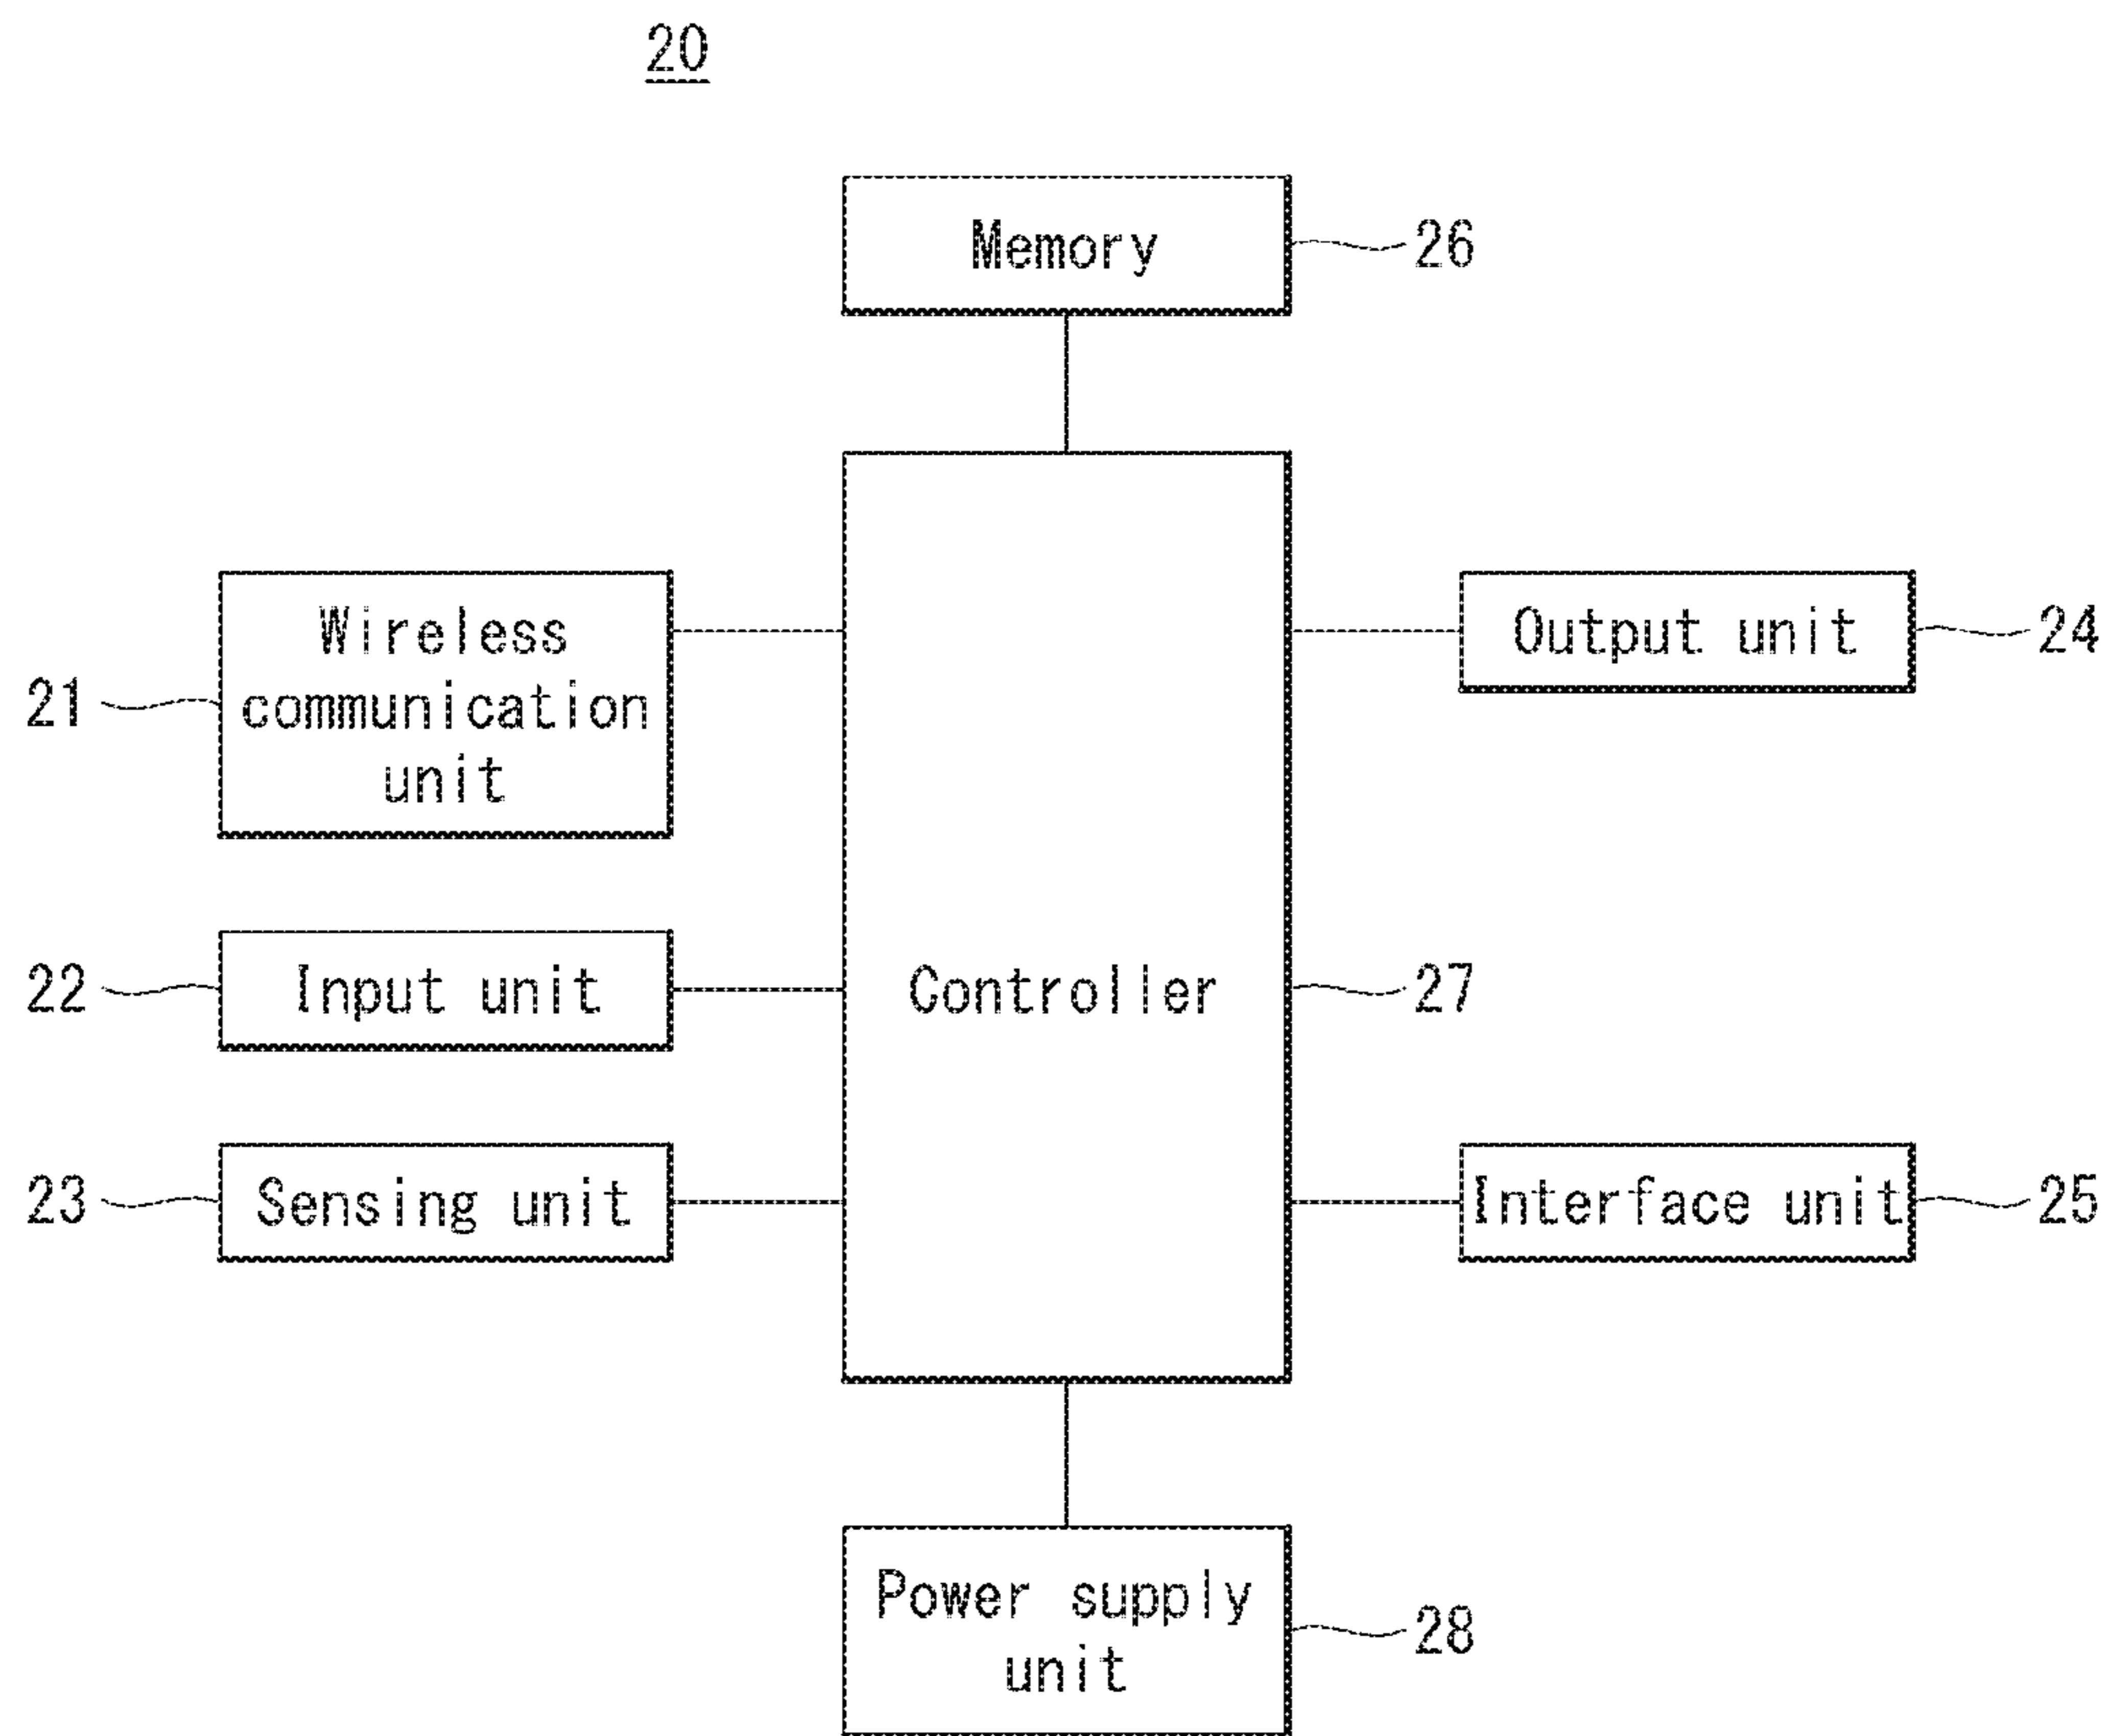 20
Memory
26
Wireless
communication
unit
21
Output unit
24
Input unit
22
Controller
27
Sensing unit
23
Interface unit
25
Power supply
unit
28